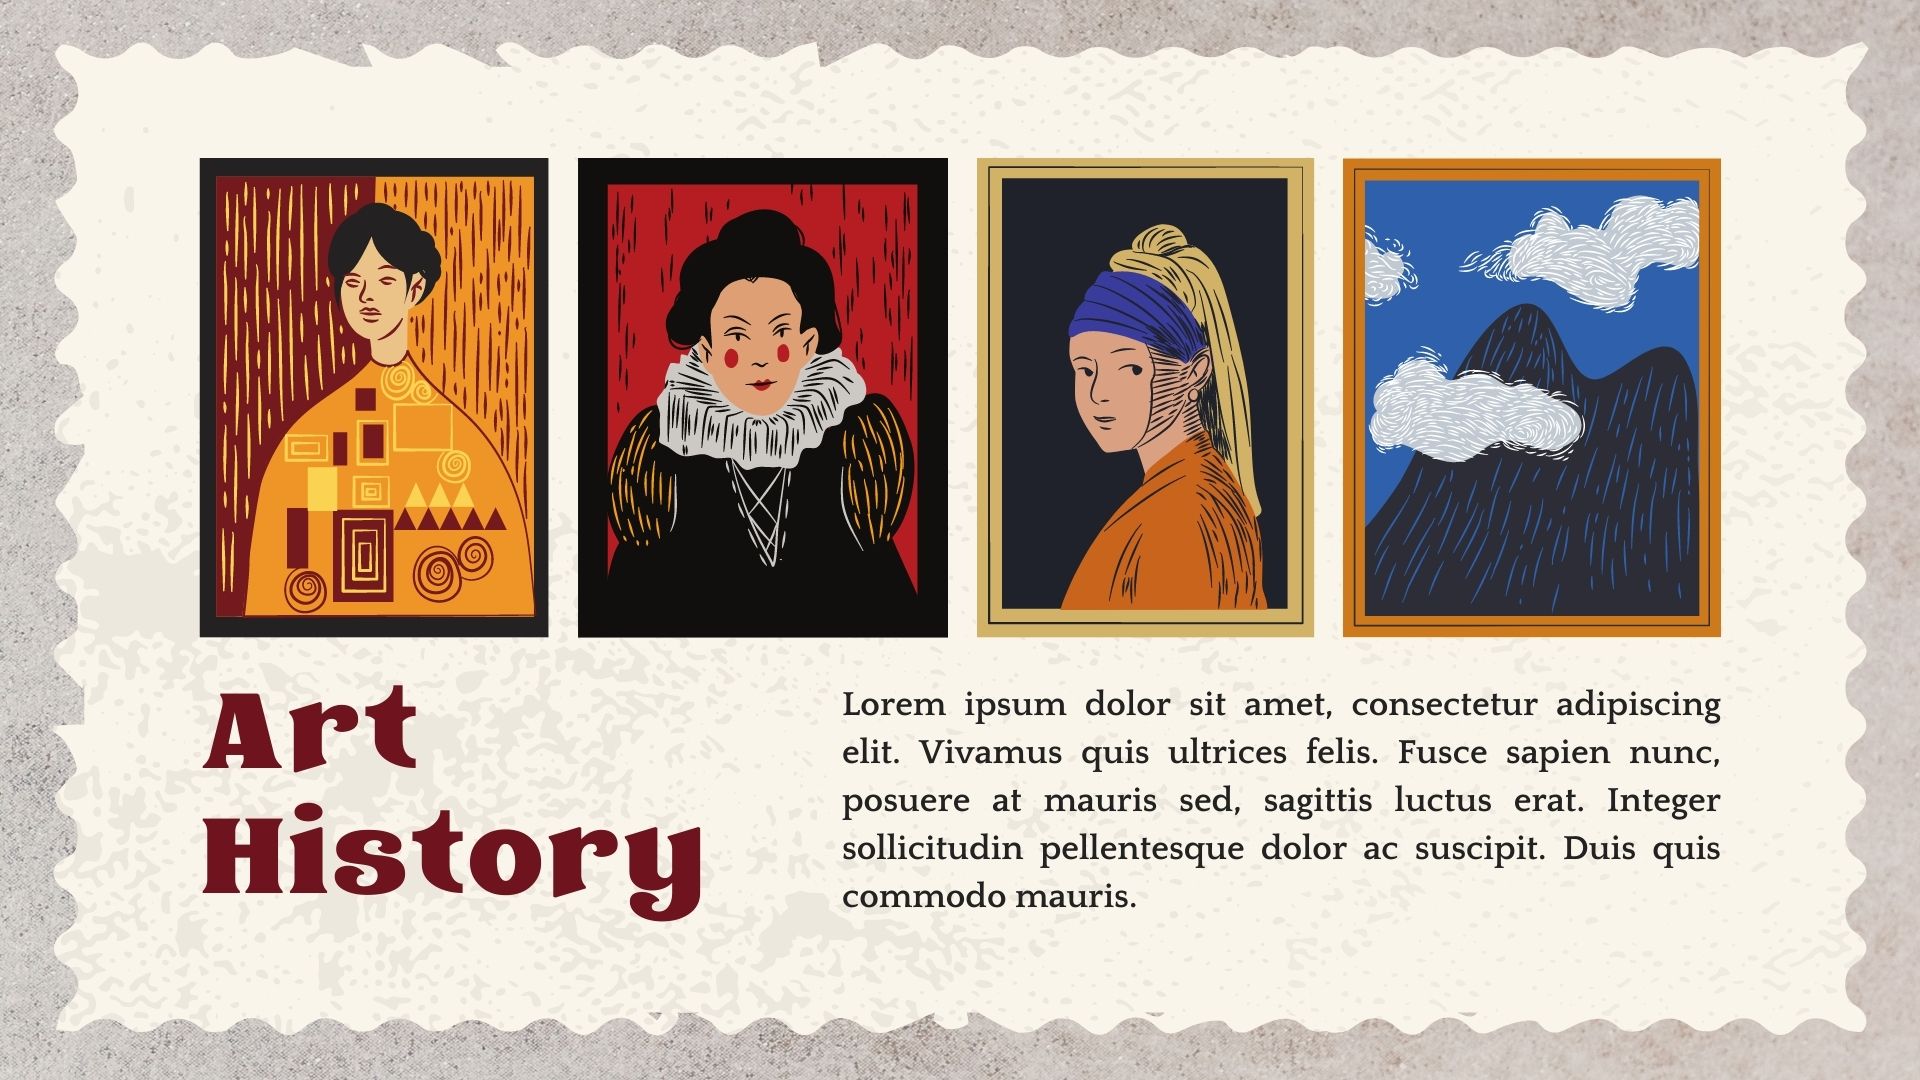 Art
History
Lorem ipsum dolor sit amet, consectetur adipiscing
elit. Vivamus quis ultrices felis. Fusce sapien nunc,
posuere at mauris sed, sagittis luctus erat. Integer
sollicitudin pellentesque dolor ac suscipit. Duis quis
commodo mauris.